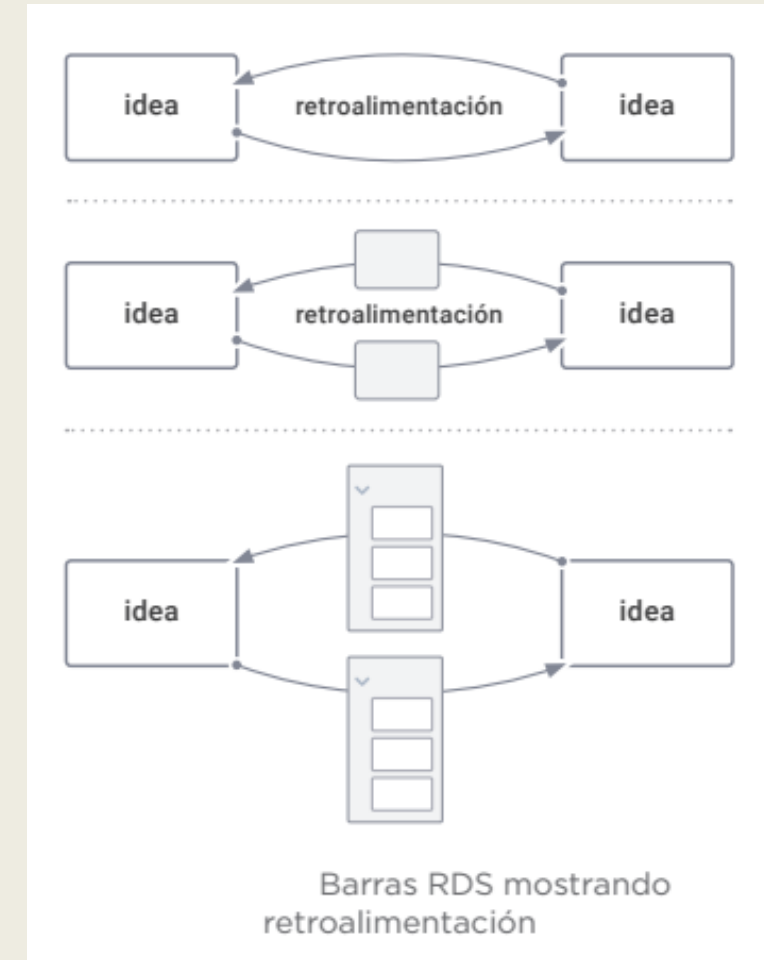 idea retroalimentación idea
idea retroalimentación idea
idea idea
Barras RDS mostrando
retroalimentación